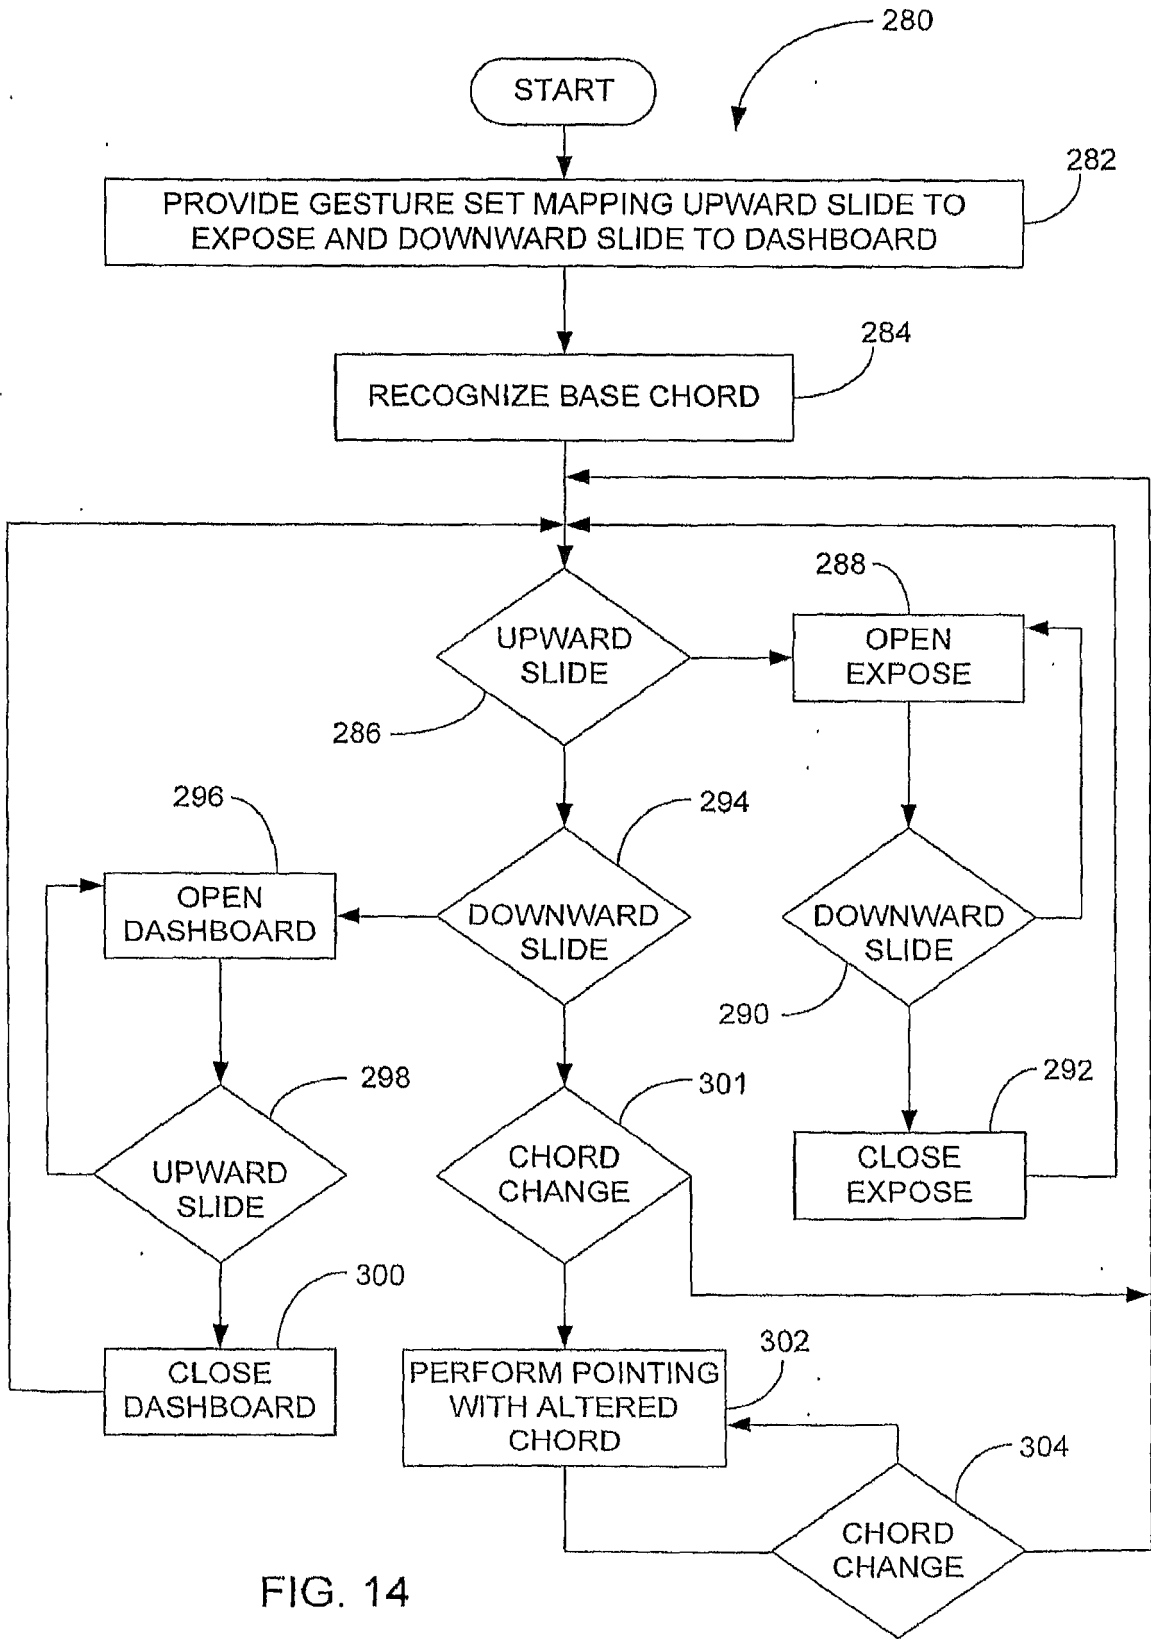 280
START
282
PROVIDE GESTURE SET MAPPING UPWARD SLIDE TO
EXPOSE AND DOWNWARD SLIDE TO DASHBOARD
284
RECOGNIZE BASE CHORD
288
UPWARD
SLIDE
OPEN
EXPOSE
286
296
294
OPEN
DASHBOARD
DOWNWARD
SLIDE
DOWNWARD
SLIDE
290
298
301
292
UPWARD
SLIDE
CHORD
CHANGE
CLOSE
EXPOSE
300
302
CLOSE
DASHBOARD
PERFORM POINTING
WITH ALTERED
CHORD
304
CHORD
CHANGE
FIG. 14